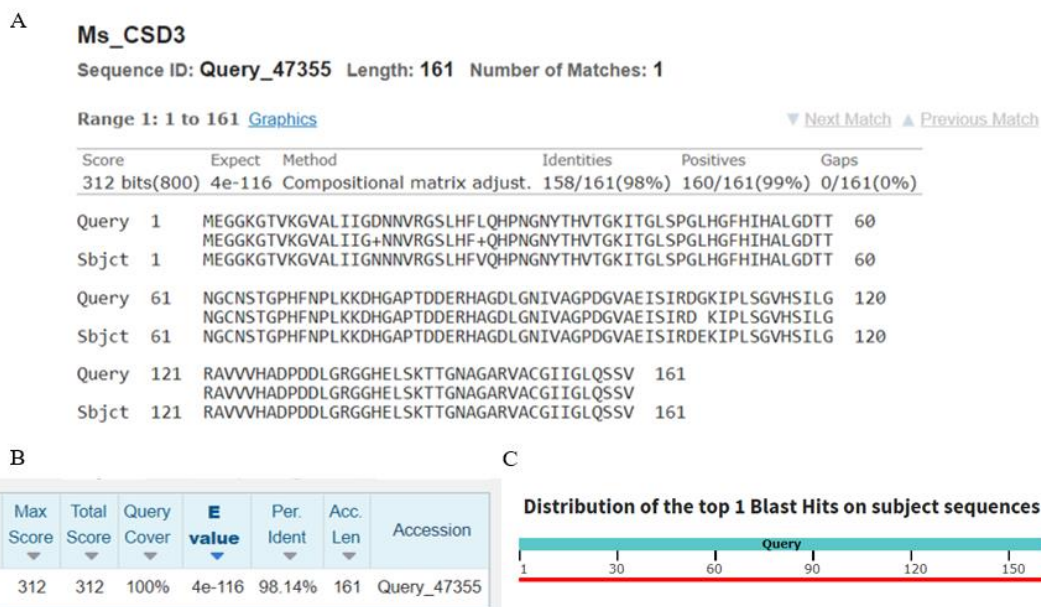 A
Ms_CSD3
Sequence ID: Query_47355 Length: 161 Number of Matches: 1
Range 1: 1 to 161 Graphics ▼ Next Match ▲ Previous Match
Score Expect Method Identities Positives Gaps
312 bits(800) 4e-116 Compositional matrix adjust. 158/161(98%) 160/161(99%) 0/161(0%)
Query 1 MEGGKGTVKGVALIIGDNNVRGSLHFLQHPNGNYTHVTGKITGLSPGLHGFHIHALGDTT 60
MEGGKGTVKGVALIIG+NNVRGSLHF+QHPNGNYTHVTGKITGLSPGLHGFHIHALGDTT
Sbjct 1 MEGGKGTVKGVALIIGNNNVRGSLHFVQHPNGNYTHVTGKITGLSPGLHGFHIHALGDTT 60
Query 61 NGCNSTGPHFNPLKKDHGAPTDDERHAGDLGNIVAGPDGVAEISIRDGKIPLSGVHSILG 120
NGCNSTGPHFNPLKKDHGAPTDDERHAGDLGNIVAGPDGVAEISIRD KIPLSGVHSILG
Sbjct 61 NGCNSTGPHFNPLKKDHGAPTDDERHAGDLGNIVAGPDGVAEISIRDEKIPLSGVHSILG 120
Query 121 RAVVVHADPDDLGRGGHELSKTTGNAGARVACGIIGLQSSV 161
RAVVVHADPDDLGRGGHELSKTTGNAGARVACGIIGLQSSV
Sbjct 121 RAVVVHADPDDLGRGGHELSKTTGNAGARVACGIIGLQSSV 161
B
Max Total Query E Per. Acc. Accession
Score Score Cover value Ident Len
312 312 100% 4e-116 98.14% 161 Query_47355
C
Distribution of the top 1 Blast Hits on subject sequences
Query
1 30 60 90 120 150